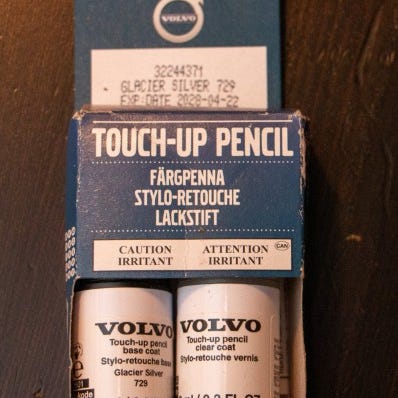 VOLVO
32244371
GLACIER SILVER 729
EXP.DATE 2028-04-22
TOUCH-UP PENCIL
FÄRGPENNA
STYLO-RETOUCHE
LACKSTIFT
CAUTION
IRRITANT
ATTENTION
IRRITANT
CAN
VOLVO
Touch-up pencil
base coat
Stylo-retouche base
Glacier Silver
729
VOLVO
Touch-up pencil
clear coat
Stylo-retouche vernis